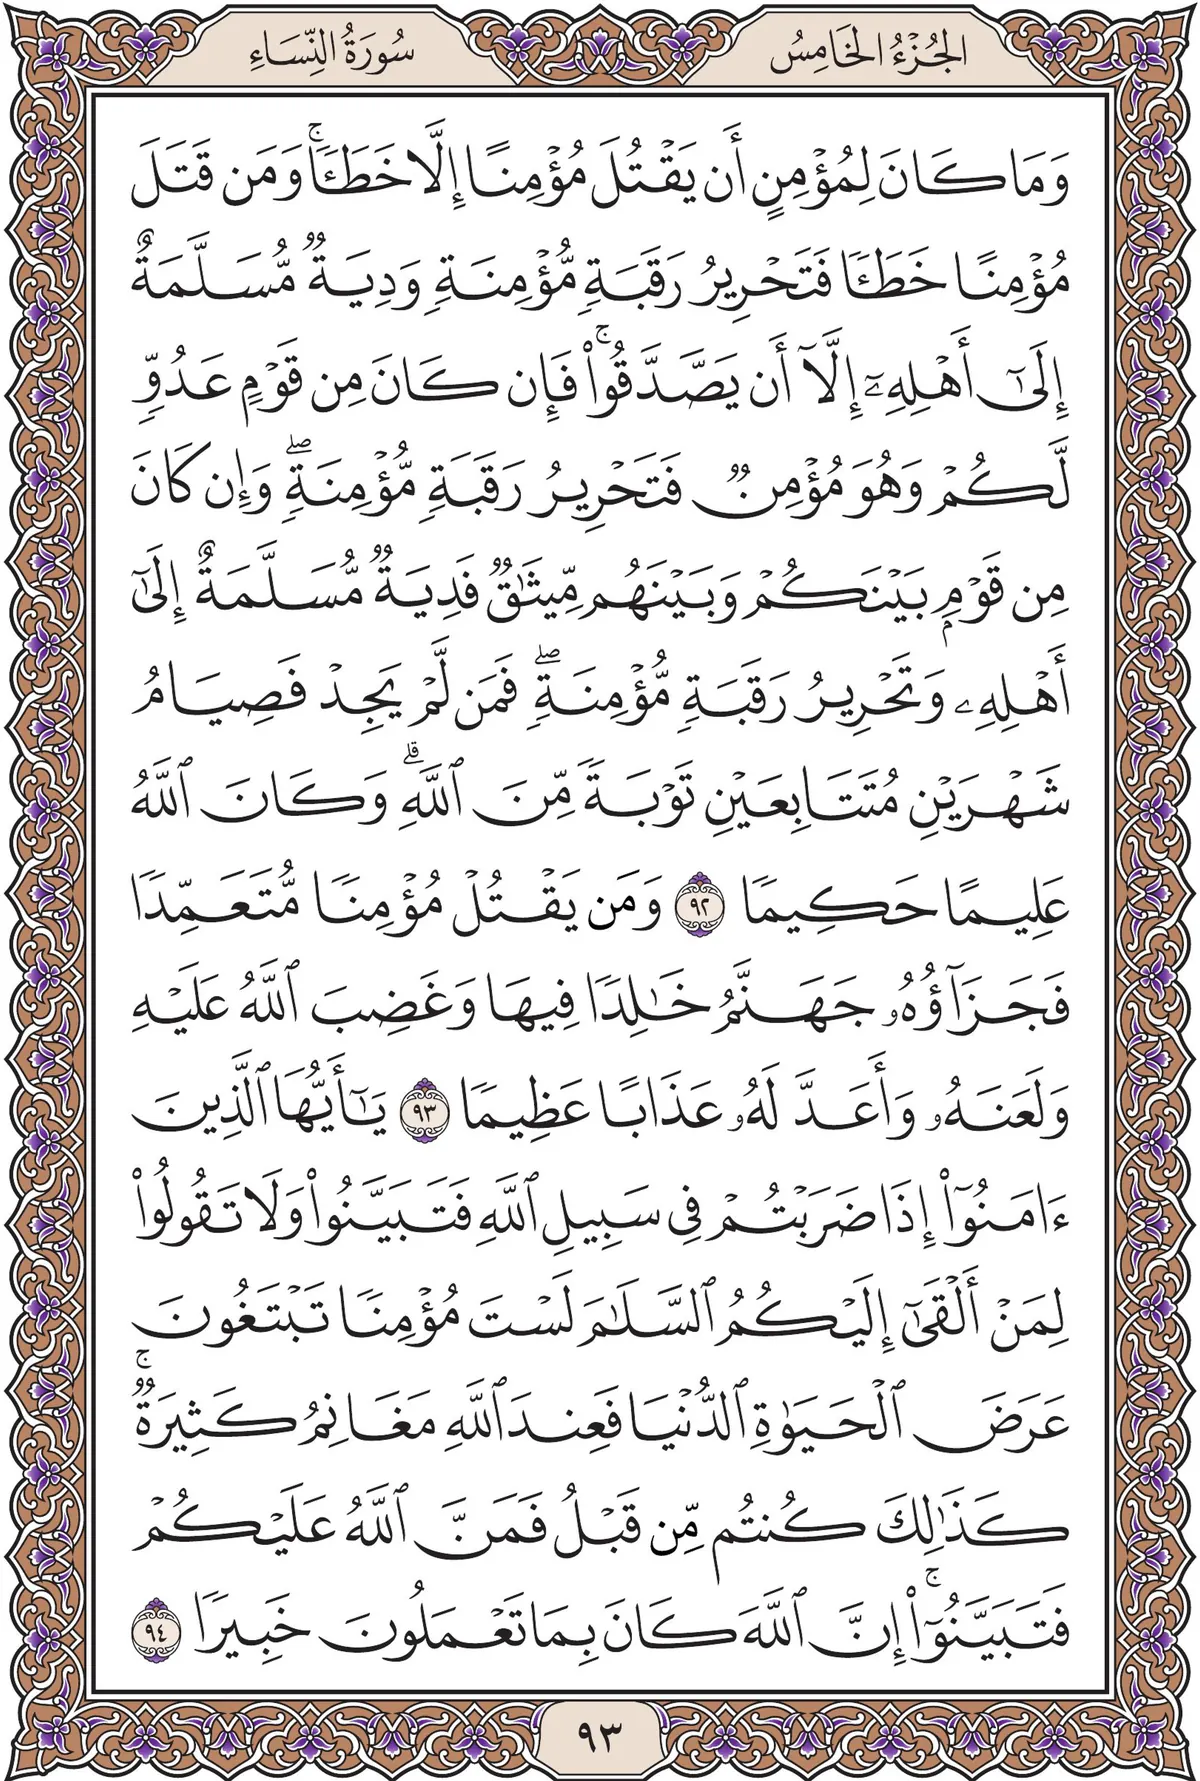 الجُزْءُ الخَامِسُ
سُورَةُ النِّسَاءِ
وَمَا كَانَ لِمُؤْمِنٍ أَن يَقْتُلَ مُؤْمِنًا إِلَّا خَطَـًٔاۚ وَمَن قَتَلَ
مُؤْمِنًا خَطَـًٔا فَتَحْرِيرُ رَقَبَةٍ مُّؤْمِنَةٍ وَدِيَةٌ مُّسَلَّمَةٌ
إِلَىٰٓ أَهْلِهِۦٓ إِلَّآ أَن يَصَّدَّقُوا۟ۚ فَإِن كَانَ مِن قَوْمٍ عَدُوٍّ
لَّكُمْ وَهُوَ مُؤْمِنٌ فَتَحْرِيرُ رَقَبَةٍ مُّؤْمِنَةٍۖ وَإِن كَانَ
مِن قَوْمٍۭ بَيْنَكُمْ وَبَيْنَهُم مِّيثَٰقٌ فَدِيَةٌ مُّسَلَّمَةٌ إِلَىٰٓ
أَهْلِهِۦ وَتَحْرِيرُ رَقَبَةٍ مُّؤْمِنَةٍۖ فَمَن لَّمْ يَجِدْ فَصِيَامُ
شَهْرَيْنِ مُتَتَابِعَيْنِ تَوْبَةً مِّنَ ٱللَّهِۗ وَكَانَ ٱللَّهُ
عَلِيمًا حَكِيمًا ٩٢ وَمَن يَقْتُلْ مُؤْمِنًا مُّتَعَمِّدًا
فَجَزَآؤُهُۥ جَهَنَّمُ خَٰلِدًا فِيهَا وَغَضِبَ ٱللَّهُ عَلَيْهِ
وَلَعَنَهُۥ وَأَعَدَّ لَهُۥ عَذَابًا عَظِيمًا ٩٣ يَٰٓأَيُّهَا ٱلَّذِينَ
ءَامَنُوٓا۟ إِذَا ضَرَبْتُمْ فِى سَبِيلِ ٱللَّهِ فَتَبَيَّنُوا۟ وَلَا تَقُولُوا۟
لِمَنْ أَلْقَىٰٓ إِلَيْكُمُ ٱلسَّلَٰمَ لَسْتَ مُؤْمِنًا تَبْتَغُونَ
عَرَضَ ٱلْحَيَوٰةِ ٱلدُّنْيَا فَعِندَ ٱللَّهِ مَغَانِمُ كَثِيرَةٌۚ
كَذَٰلِكَ كُنتُم مِّن قَبْلُ فَمَنَّ ٱللَّهُ عَلَيْكُمْ
فَتَبَيَّنُوٓا۟ۚ إِنَّ ٱللَّهَ كَانَ بِمَا تَعْمَلُونَ خَبِيرًا ٩٤
٩٣